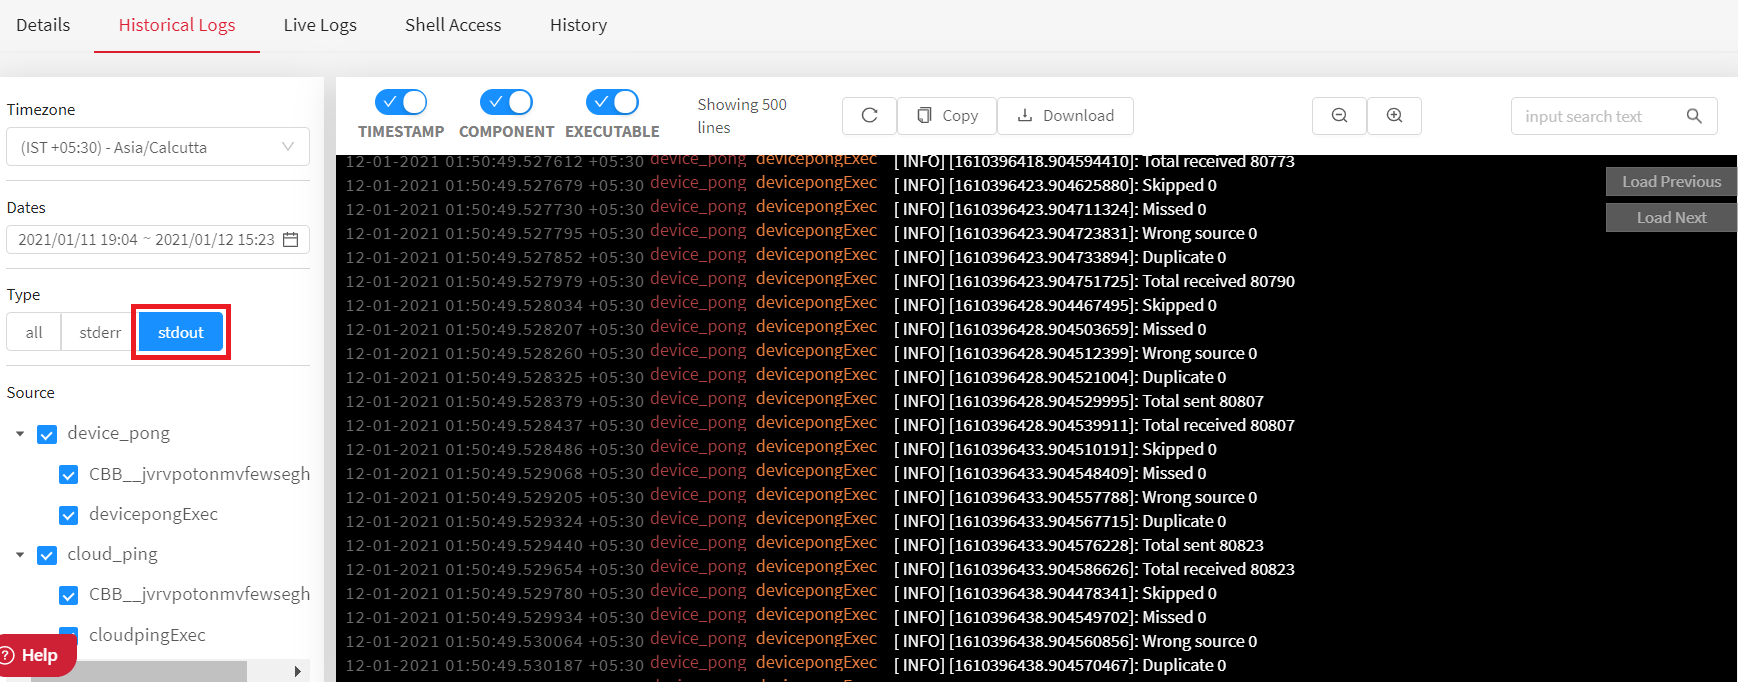 Details Historical Logs Live Logs Shell Access History
Timezone
(IST +05:30) - Asia/Calcutta
Dates
2021/01/11 19:04 ~ 2021/01/12 15:23
Type
all stderr stdout
Source
device_pong
CBB__jvrvpotonmvfewsegh
devicepongExec
cloud_ping
CBB__jvrvpotonmvfewsegh
cloudpingExec
Help
TIMESTAMP COMPONENT EXECUTABLE
Showing 500
lines
Copy Download
input search text
Load Previous
Load Next
12-01-2021 01:50:49.527612 +05:30 device_pong devicepongExec [ INFO] [1610396418.904594410]: Total received 80773
12-01-2021 01:50:49.527679 +05:30 device_pong devicepongExec [ INFO] [1610396423.904625880]: Skipped 0
12-01-2021 01:50:49.527730 +05:30 device_pong devicepongExec [ INFO] [1610396423.904711324]: Missed 0
12-01-2021 01:50:49.527795 +05:30 device_pong devicepongExec [ INFO] [1610396423.904723831]: Wrong source 0
12-01-2021 01:50:49.527852 +05:30 device_pong devicepongExec [ INFO] [1610396423.904733894]: Duplicate 0
12-01-2021 01:50:49.527979 +05:30 device_pong devicepongExec [ INFO] [1610396423.904751725]: Total received 80790
12-01-2021 01:50:49.528034 +05:30 device_pong devicepongExec [ INFO] [1610396428.904467495]: Skipped 0
12-01-2021 01:50:49.528207 +05:30 device_pong devicepongExec [ INFO] [1610396428.904503659]: Missed 0
12-01-2021 01:50:49.528260 +05:30 device_pong devicepongExec [ INFO] [1610396428.904512399]: Wrong source 0
12-01-2021 01:50:49.528325 +05:30 device_pong devicepongExec [ INFO] [1610396428.904521004]: Duplicate 0
12-01-2021 01:50:49.528379 +05:30 device_pong devicepongExec [ INFO] [1610396428.904529995]: Total sent 80807
12-01-2021 01:50:49.528437 +05:30 device_pong devicepongExec [ INFO] [1610396428.904539911]: Total received 80807
12-01-2021 01:50:49.528486 +05:30 device_pong devicepongExec [ INFO] [1610396433.904510191]: Skipped 0
12-01-2021 01:50:49.529068 +05:30 device_pong devicepongExec [ INFO] [1610396433.904548409]: Missed 0
12-01-2021 01:50:49.529205 +05:30 device_pong devicepongExec [ INFO] [1610396433.904557788]: Wrong source 0
12-01-2021 01:50:49.529324 +05:30 device_pong devicepongExec [ INFO] [1610396433.904567715]: Duplicate 0
12-01-2021 01:50:49.529440 +05:30 device_pong devicepongExec [ INFO] [1610396433.904576228]: Total sent 80823
12-01-2021 01:50:49.529654 +05:30 device_pong devicepongExec [ INFO] [1610396433.904586626]: Total received 80823
12-01-2021 01:50:49.529780 +05:30 device_pong devicepongExec [ INFO] [1610396438.904478341]: Skipped 0
12-01-2021 01:50:49.529934 +05:30 device_pong devicepongExec [ INFO] [1610396438.904549702]: Missed 0
12-01-2021 01:50:49.530064 +05:30 device_pong devicepongExec [ INFO] [1610396438.904560856]: Wrong source 0
12-01-2021 01:50:49.530187 +05:30 device_pong devicepongExec [ INFO] [1610396438.904570467]: Duplicate 0